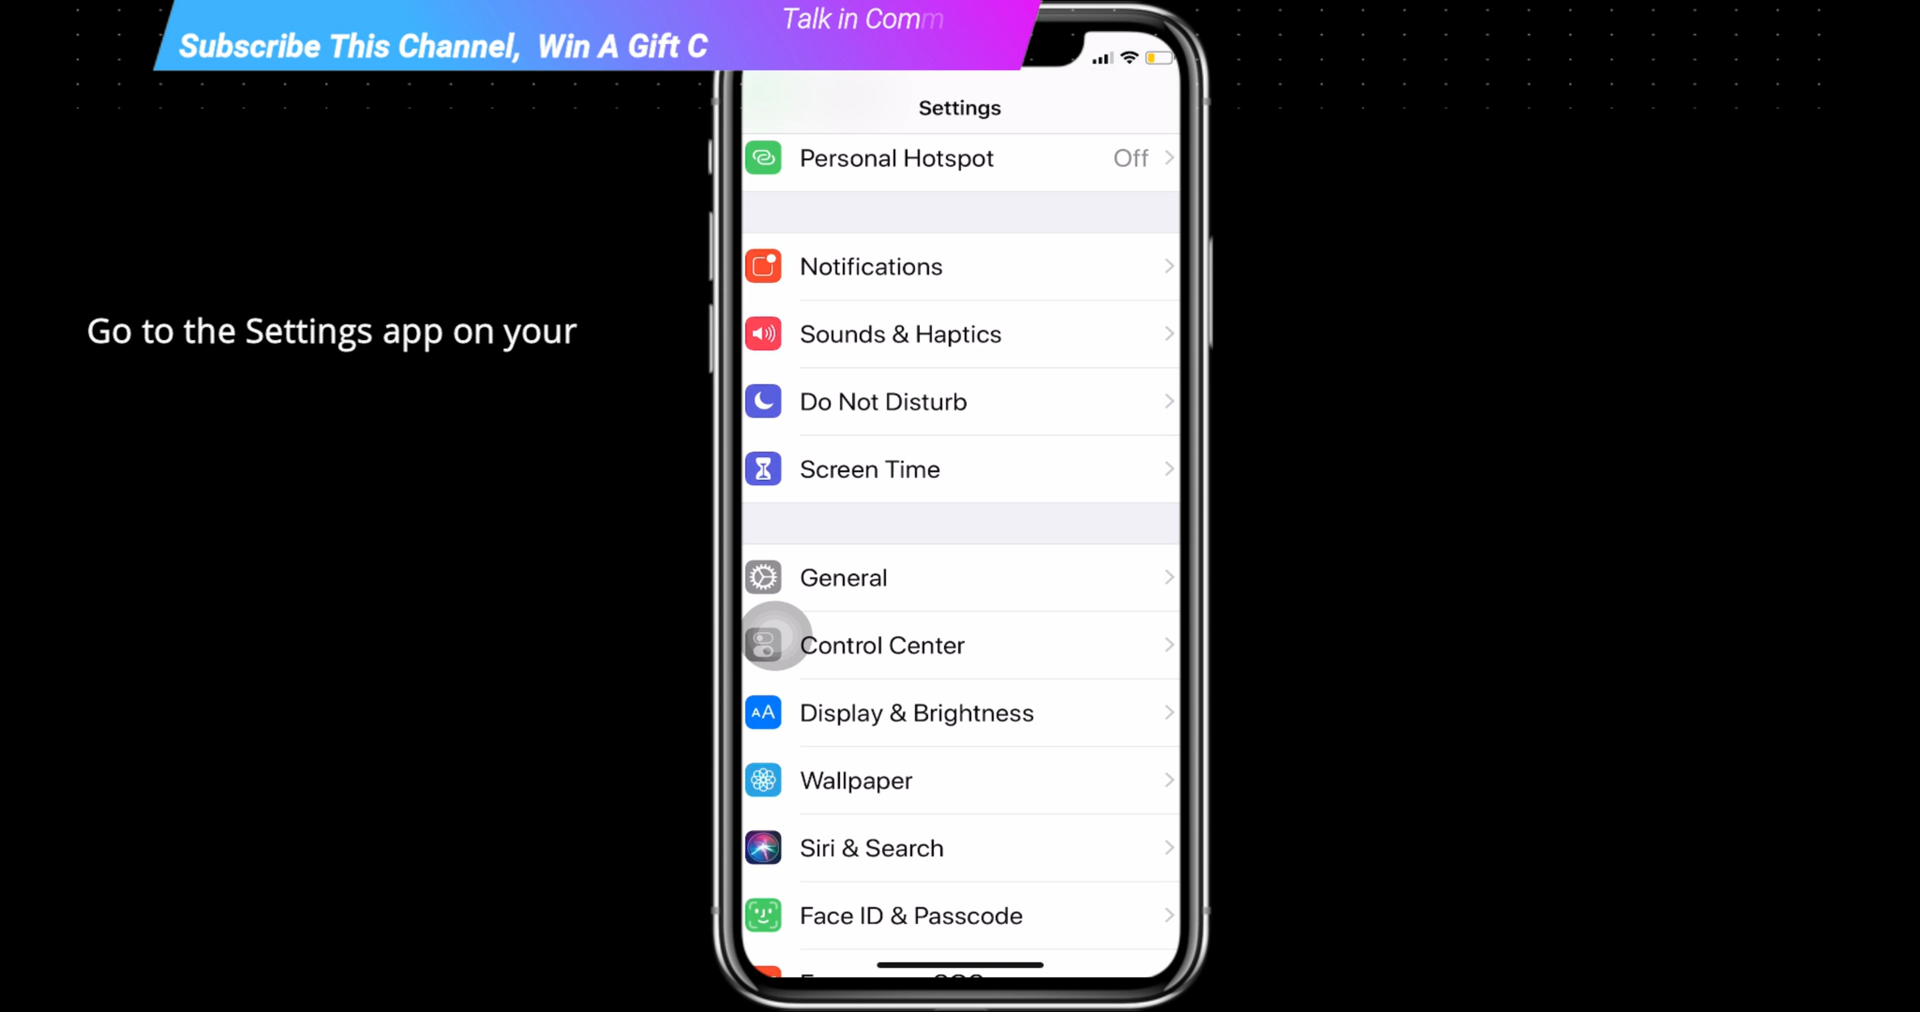 Talk in Comm
Subscribe This Channel, Win A Gift C
Settings
Personal Hotspot Off
Notifications
Go to the Settings app on your
Sounds & Haptics
Do Not Disturb
Screen Time
General
Control Center
AA
Display & Brightness
Wallpaper
Siri & Search
Face ID & Passcode